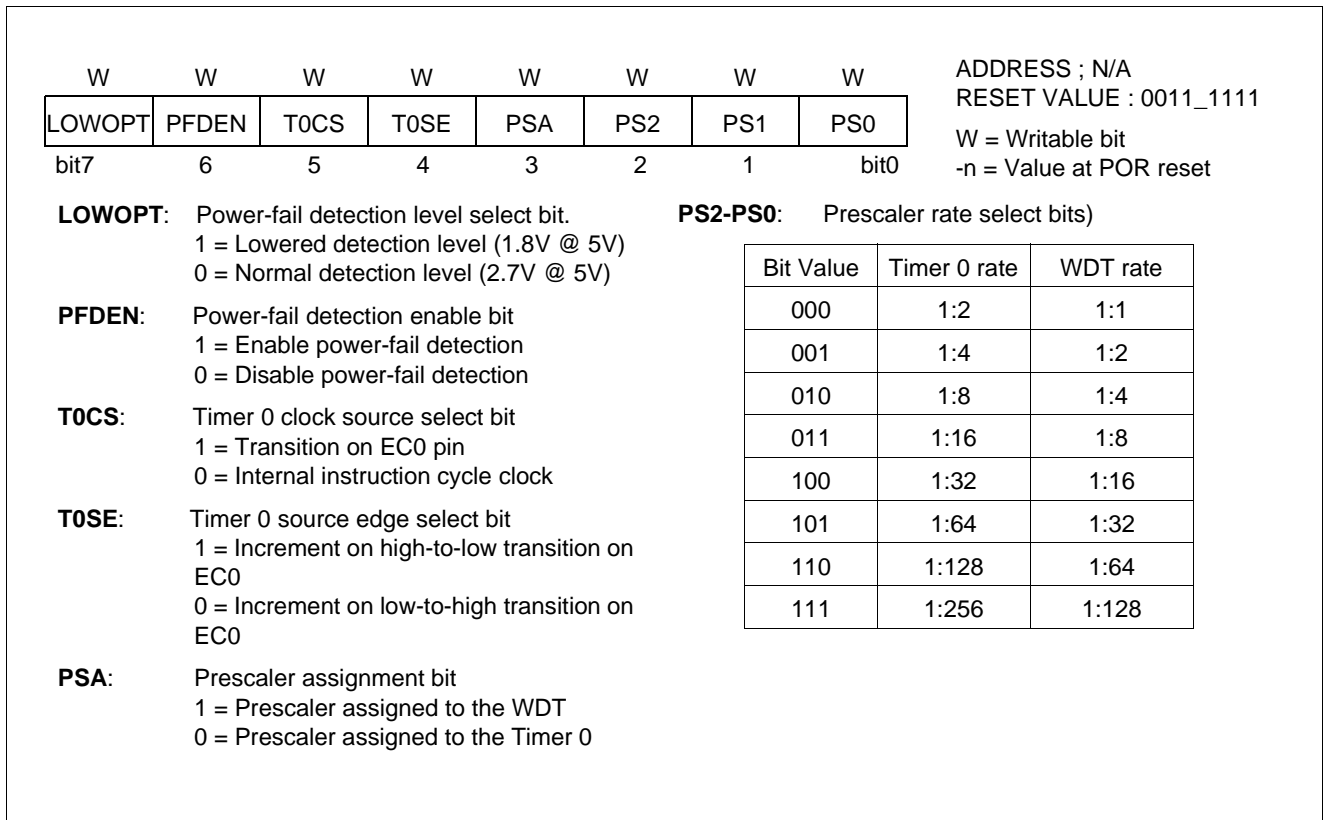 W W W W W W W W
LOWOPT PFDEN T0CS T0SE PSA PS2 PS1 PS0
bit7 6 5 4 3 2 1 bit0
ADDRESS ; N/A
RESET VALUE : 0011_1111
W = Writable bit
-n = Value at POR reset
LOWOPT: Power-fail detection level select bit.
1 = Lowered detection level (1.8V @ 5V)
0 = Normal detection level (2.7V @ 5V)
PFDEN: Power-fail detection enable bit
1 = Enable power-fail detection
0 = Disable power-fail detection
T0CS: Timer 0 clock source select bit
1 = Transition on EC0 pin
0 = Internal instruction cycle clock
T0SE: Timer 0 source edge select bit
1 = Increment on high-to-low transition on
EC0
0 = Increment on low-to-high transition on
EC0
PSA: Prescaler assignment bit
1 = Prescaler assigned to the WDT
0 = Prescaler assigned to the Timer 0
PS2-PS0: Prescaler rate select bits)
Bit Value Timer 0 rate WDT rate
000 1:2 1:1
001 1:4 1:2
010 1:8 1:4
011 1:16 1:8
100 1:32 1:16
101 1:64 1:32
110 1:128 1:64
111 1:256 1:128